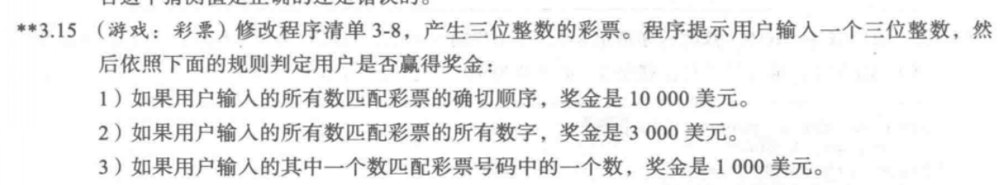 **3.15 （游戏：彩票）修改程序清单 3-8，产生三位整数的彩票。程序提示用户输入一个三位整数，然
后依照下面的规则判定用户是否赢得奖金：
1）如果用户输入的所有数匹配彩票的确切顺序，奖金是 10 000 美元。
2）如果用户输入的所有数匹配彩票的所有数字，奖金是 3 000 美元。
3）如果用户输入的其中一个数匹配彩票号码中的一个数，奖金是 1 000 美元。